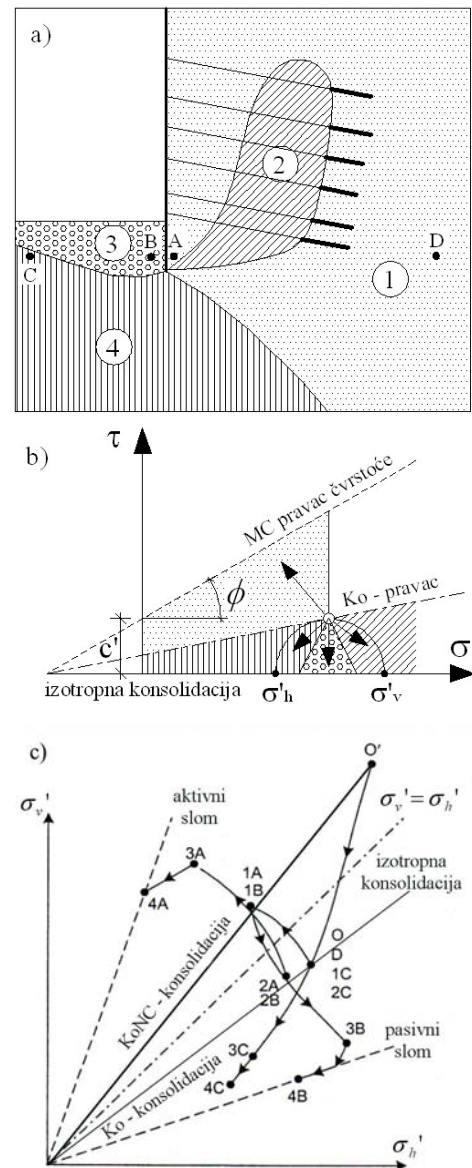 a)
2
3
B
A
D
C
1
4
b)
τ
MC pravac čvrstoće
ϕ
Ko - pravac
c'
σ
izotropna konsolidacija
σ'h
σ'v
c)
O'
σv'
aktivni
slom
σv'=σh'
3A
izotropna
konsolidacija
1A
1B
4A
O
D
1C
2C
KoNC - konsolidacija
2A
2B
3B
pasivni
slom
3C
4C
4B
Ko - konsolidacija
σh'